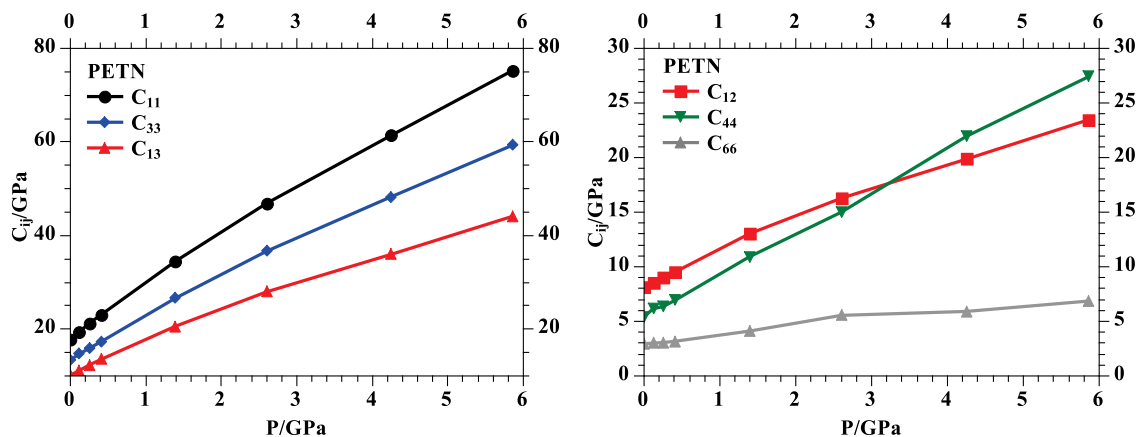 0 1 2 3 4 5 6
80 80
PETN
C11
C33
C13
60 60
Cij/GPa
40 40
20 20
0 1 2 3 4 5 6
P/GPa
0 1 2 3 4 5 6
30 30
PETN
C12
C44
C66
25 25
20 20
Cij/GPa
15 15
10 10
5 5
0 0
0 1 2 3 4 5 6
P/GPa